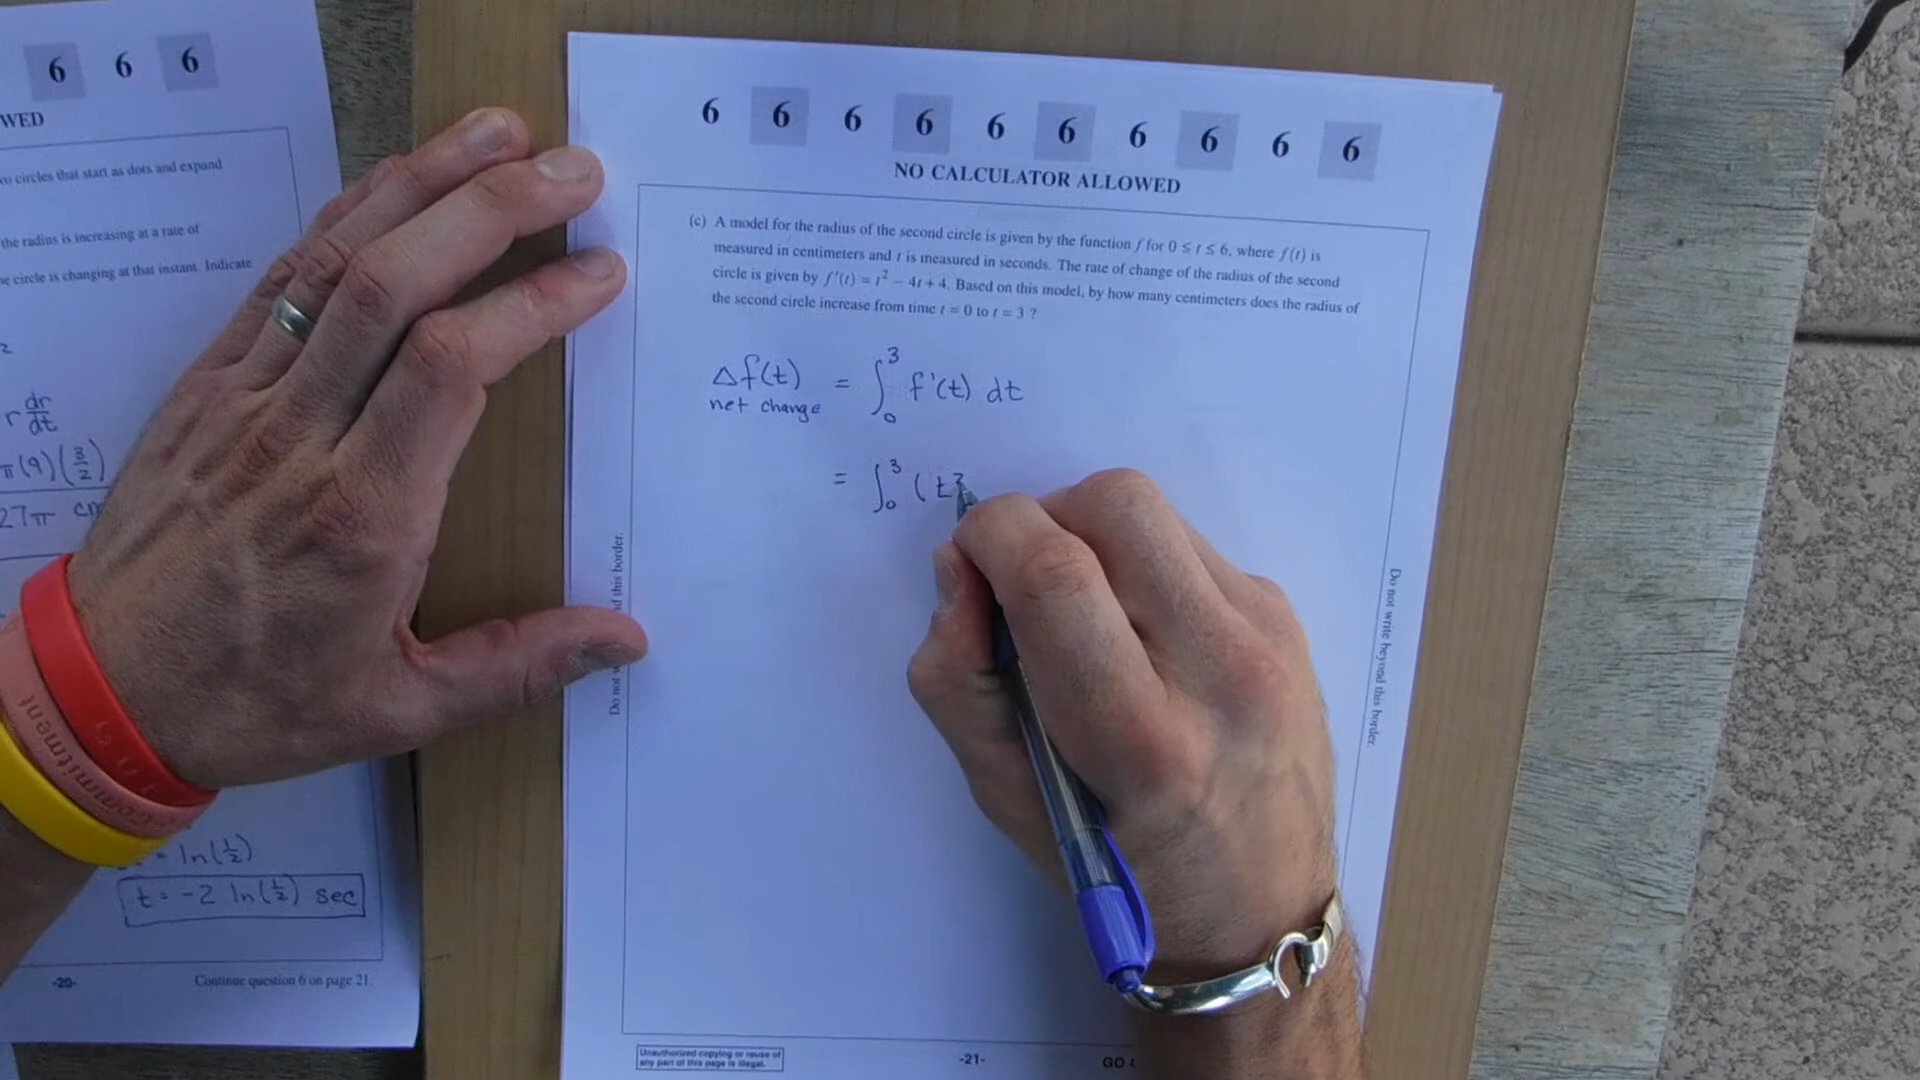 6 6 6
WED
circles that start as dots and expand
the radius is increasing at a rate of
circle is changing at that instant. Indicate
2
r dr/dt
π(9)(3/2)
27π
= ln(1/2)
t = -2 ln(1/2) sec
-20- Continue question 6 on page 21.
Commitment
6 6 6 6 6 6 6 6 6 6
NO CALCULATOR ALLOWED
(c) A model for the radius of the second circle is given by the function f for 0 ≤ t ≤ 6, where f(t) is
measured in centimeters and t is measured in seconds. The rate of change of the radius of the second
circle is given by f'(t) = t² − 4t + 4. Based on this model, by how many centimeters does the radius of
the second circle increase from time t = 0 to t = 3 ?
Δf(t) = ∫₀³ f'(t) dt
net change
= ∫₀³ (t²
Do not this border.
Do not write beyond this border.
Unauthorized copying or reuse of
any part of this page is illegal.
-21-
GO